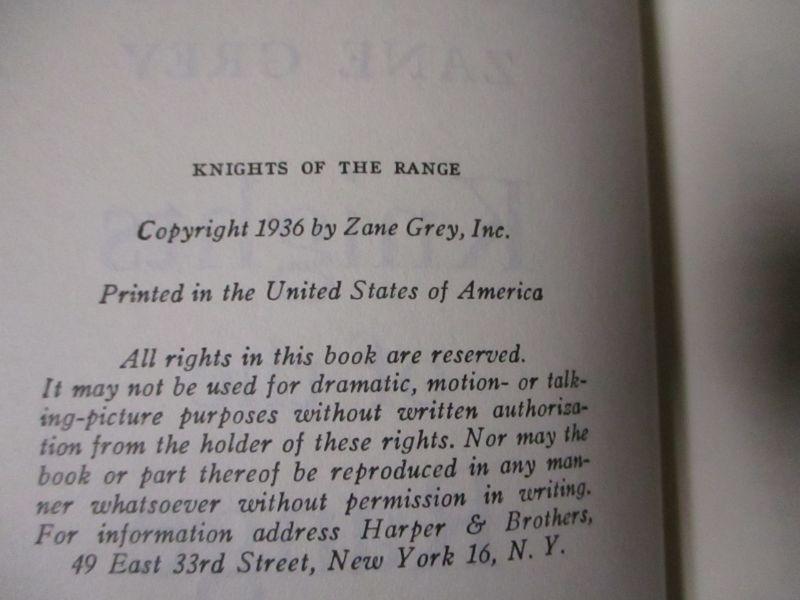 KNIGHTS OF THE RANGE
Copyright 1936 by Zane Grey, Inc.
Printed in the United States of America
All rights in this book are reserved.
It may not be used for dramatic, motion- or talk-
ing-picture purposes without written authoriza-
tion from the holder of these rights. Nor may the
book or part thereof be reproduced in any man-
ner whatsoever without permission in writing.
For information address Harper & Brothers,
49 East 33rd Street, New York 16, N. Y.